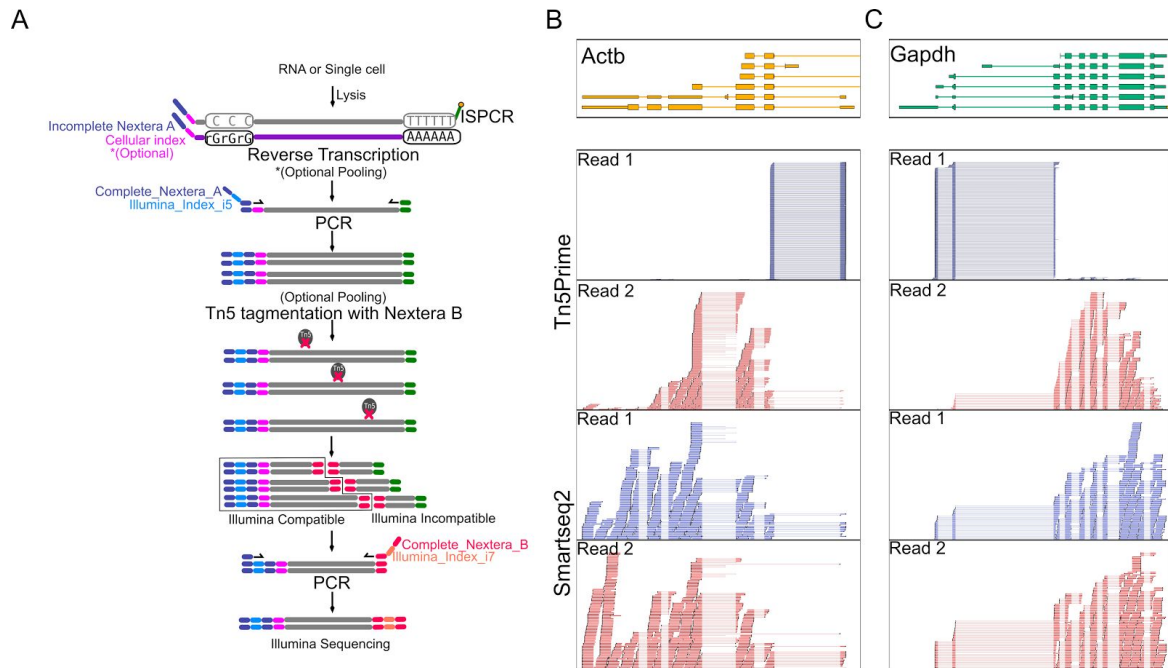 A
RNA or Single cell
Lysis
C C C
TTTTTT
ISPCR
Incomplete Nextera A
Cellular index
*(Optional)
rGrGrG
AAAAAA
Reverse Transcription
*(Optional Pooling)
Complete_Nextera_A
Illumina_Index_i5
PCR
(Optional Pooling)
Tn5 tagmentation with Nextera B
Tn5
Tn5
Tn5
Illumina Compatible
Illumina Incompatible
Complete_Nextera_B
Illumina_Index_i7
PCR
Illumina Sequencing
B
Actb
Tn5Prime
Read 1
Read 2
Smartseq2
Read 1
Read 2
C
Gapdh
Read 1
Read 2
Read 1
Read 2